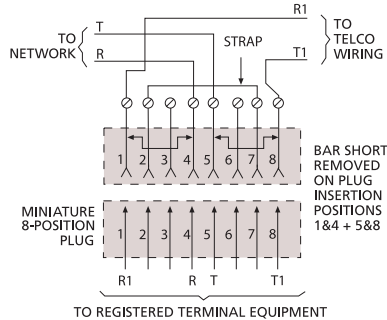 R1
TO
NETWORK
T
R
STRAP
T1
TO
TELCO
WIRING
1 2 3 4 5 6 7 8
BAR SHORT
REMOVED
ON PLUG
INSERTION
POSITIONS
1&4 + 5&8
MINIATURE
8-POSITION
PLUG
1 2 3 4 5 6 7 8
R1 R T T1
TO REGISTERED TERMINAL EQUIPMENT